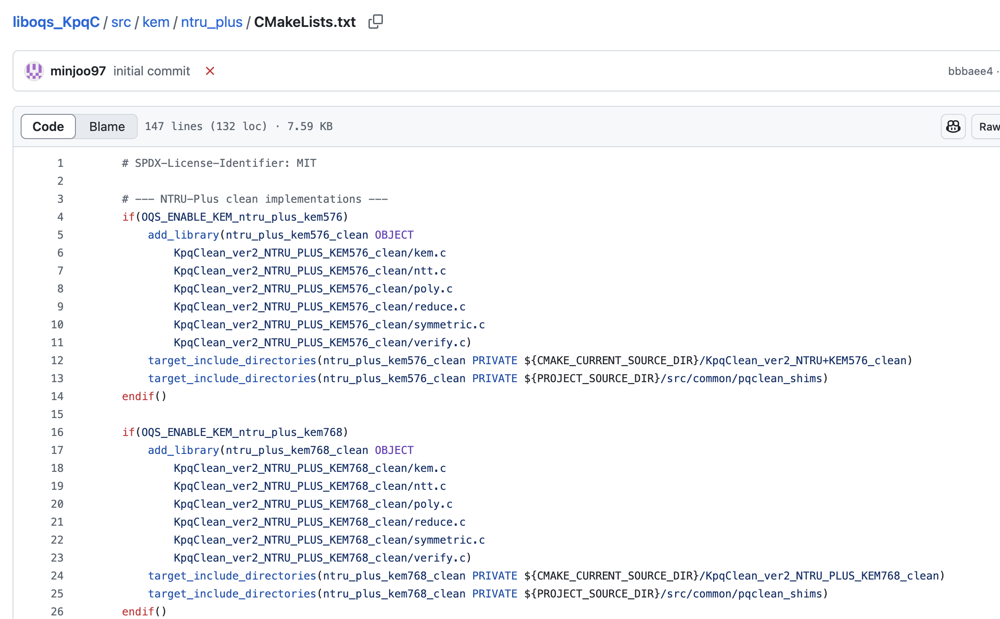 liboqs_KpqC / src / kem / ntru_plus / CMakeLists.txt
minjoo97 initial commit
bbbaee4 ·
Code Blame 147 lines (132 loc) · 7.59 KB
Raw
1 # SPDX-License-Identifier: MIT
2
3 # --- NTRU-Plus clean implementations ---
4 if(OQS_ENABLE_KEM_ntru_plus_kem576)
5 add_library(ntru_plus_kem576_clean OBJECT
6 KpqClean_ver2_NTRU_PLUS_KEM576_clean/kem.c
7 KpqClean_ver2_NTRU_PLUS_KEM576_clean/ntt.c
8 KpqClean_ver2_NTRU_PLUS_KEM576_clean/poly.c
9 KpqClean_ver2_NTRU_PLUS_KEM576_clean/reduce.c
10 KpqClean_ver2_NTRU_PLUS_KEM576_clean/symmetric.c
11 KpqClean_ver2_NTRU_PLUS_KEM576_clean/verify.c)
12 target_include_directories(ntru_plus_kem576_clean PRIVATE ${CMAKE_CURRENT_SOURCE_DIR}/KpqClean_ver2_NTRU+KEM576_clean)
13 target_include_directories(ntru_plus_kem576_clean PRIVATE ${PROJECT_SOURCE_DIR}/src/common/pqclean_shims)
14 endif()
15
16 if(OQS_ENABLE_KEM_ntru_plus_kem768)
17 add_library(ntru_plus_kem768_clean OBJECT
18 KpqClean_ver2_NTRU_PLUS_KEM768_clean/kem.c
19 KpqClean_ver2_NTRU_PLUS_KEM768_clean/ntt.c
20 KpqClean_ver2_NTRU_PLUS_KEM768_clean/poly.c
21 KpqClean_ver2_NTRU_PLUS_KEM768_clean/reduce.c
22 KpqClean_ver2_NTRU_PLUS_KEM768_clean/symmetric.c
23 KpqClean_ver2_NTRU_PLUS_KEM768_clean/verify.c)
24 target_include_directories(ntru_plus_kem768_clean PRIVATE ${CMAKE_CURRENT_SOURCE_DIR}/KpqClean_ver2_NTRU_PLUS_KEM768_clean)
25 target_include_directories(ntru_plus_kem768_clean PRIVATE ${PROJECT_SOURCE_DIR}/src/common/pqclean_shims)
26 endif()